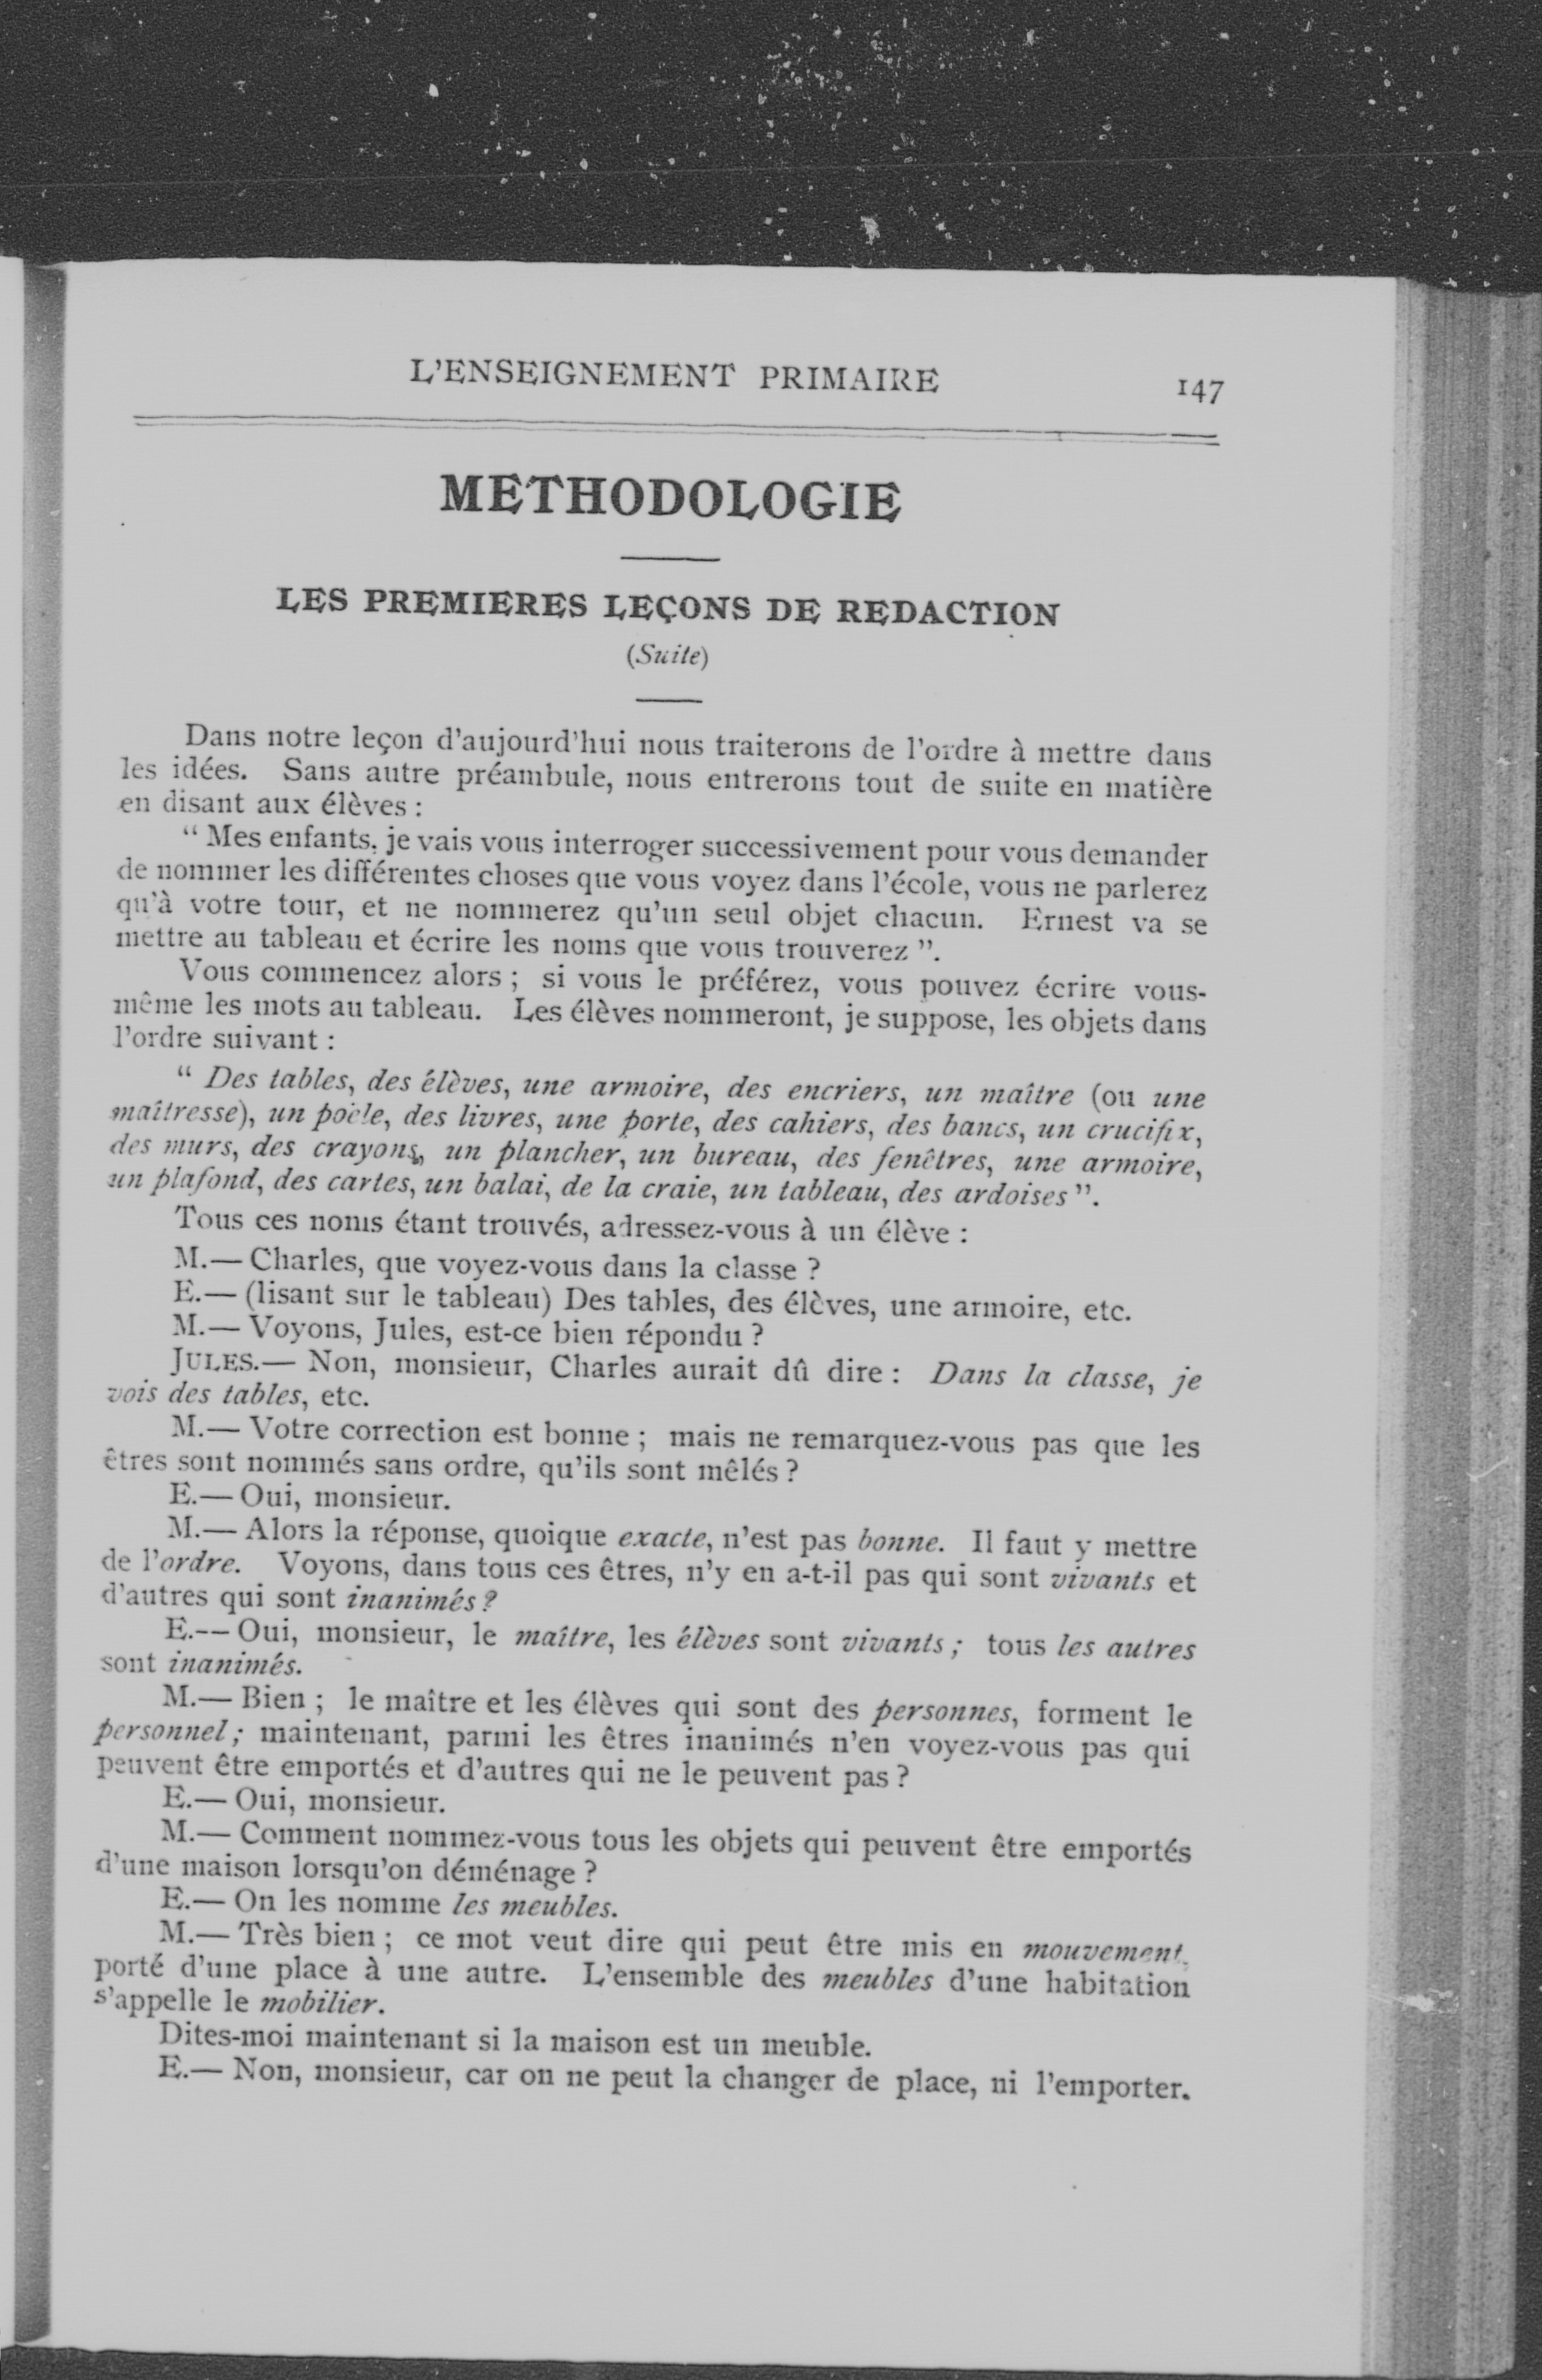 L'ENSEIGNEMENT PRIMAIRE 147
METHODOLOGIE
LES PREMIERES LEÇONS DE REDACTION
(Suite)
Dans notre leçon d'aujourd'hui nous traiterons de l'ordre à mettre dans
les idées. Sans autre préambule, nous entrerons tout de suite en matière
en disant aux élèves :
" Mes enfants, je vais vous interroger successivement pour vous demander
de nommer les différentes choses que vous voyez dans l'école, vous ne parlerez
qu'à votre tour, et ne nommerez qu'un seul objet chacun. Ernest va se
mettre au tableau et écrire les noms que vous trouverez ".
Vous commencez alors ; si vous le préférez, vous pouvez écrire vous-
même les mots au tableau. Les élèves nommeront, je suppose, les objets dans
l'ordre suivant :
" Des tables, des élèves, une armoire, des encriers, un maître (ou une
maîtresse), un poêle, des livres, une porte, des cahiers, des bancs, un crucifix,
des murs, des crayons, un plancher, un bureau, des fenêtres, une armoire,
un plafond, des cartes, un balai, de la craie, un tableau, des ardoises ".
Tous ces noms étant trouvés, adressez-vous à un élève :
M.— Charles, que voyez-vous dans la classe ?
E.— (lisant sur le tableau) Des tables, des élèves, une armoire, etc.
M.— Voyons, Jules, est-ce bien répondu ?
JULES.— Non, monsieur, Charles aurait dû dire : Dans la classe, je
vois des tables, etc.
M.— Votre correction est bonne ; mais ne remarquez-vous pas que les
êtres sont nommés sans ordre, qu'ils sont mêlés ?
E.— Oui, monsieur.
M.— Alors la réponse, quoique exacte, n'est pas bonne. Il faut y mettre
de l'ordre. Voyons, dans tous ces êtres, n'y en a-t-il pas qui sont vivants et
d'autres qui sont inanimés ?
E.— Oui, monsieur, le maître, les élèves sont vivants ; tous les autres
sont inanimés.
M.— Bien ; le maître et les élèves qui sont des personnes, forment le
personnel ; maintenant, parmi les êtres inanimés n'en voyez-vous pas qui
peuvent être emportés et d'autres qui ne le peuvent pas ?
E.— Oui, monsieur.
M.— Comment nommez-vous tous les objets qui peuvent être emportés
d'une maison lorsqu'on déménage ?
E.— On les nomme les meubles.
M.— Très bien ; ce mot veut dire qui peut être mis en mouvement,
porté d'une place à une autre. L'ensemble des meubles d'une habitation
s'appelle le mobilier.
Dites-moi maintenant si la maison est un meuble.
E.— Non, monsieur, car on ne peut la changer de place, ni l'emporter.